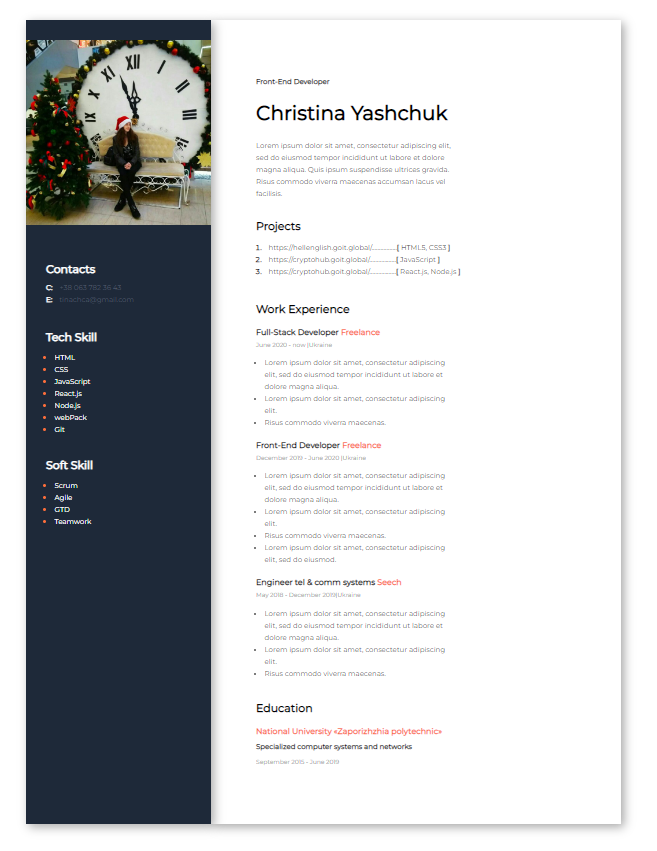 XII
Contacts
C: +38 063 782 36 43
E: tinachca@gmail.com
Tech Skill
HTML
CSS
JavaScript
React.js
Node.js
webPack
Git
Soft Skill
Scrum
Agile
GTD
Teamwork
Front-End Developer
Christina Yashchuk
Lorem ipsum dolor sit amet, consectetur adipiscing elit,
sed do eiusmod tempor incididunt ut labore et dolore
magna aliqua. Quis ipsum suspendisse ultrices gravida.
Risus commodo viverra maecenas accumsan lacus vel
facilisis.
Projects
1. https://hellenglish.goit.global/.............[ HTML5, CSS3 ]
2. https://cryptohub.goit.global/.............[ JavaScript ]
3. https://cryptohub.goit.global/.............[ React.js, Node.js ]
Work Experience
Full-Stack Developer Freelance
June 2020 - now |Ukraine
Lorem ipsum dolor sit amet, consectetur adipiscing
elit, sed do eiusmod tempor incididunt ut labore et
dolore magna aliqua.
Lorem ipsum dolor sit amet, consectetur adipiscing
elit.
Risus commodo viverra maecenas.
Front-End Developer Freelance
December 2019 - June 2020 |Ukraine
Lorem ipsum dolor sit amet, consectetur adipiscing
elit, sed do eiusmod tempor incididunt ut labore et
dolore magna aliqua.
Lorem ipsum dolor sit amet, consectetur adipiscing
elit.
Risus commodo viverra maecenas.
Lorem ipsum dolor sit amet, consectetur adipiscing
elit, sed do eiusmod.
Engineer tel & comm systems Seech
May 2018 - December 2019|Ukraine
Lorem ipsum dolor sit amet, consectetur adipiscing
elit, sed do eiusmod tempor incididunt ut labore et
dolore magna aliqua.
Lorem ipsum dolor sit amet, consectetur adipiscing
elit.
Risus commodo viverra maecenas.
Education
National University «Zaporizhzhia polytechnic»
Specialized computer systems and networks
September 2015 - June 2019